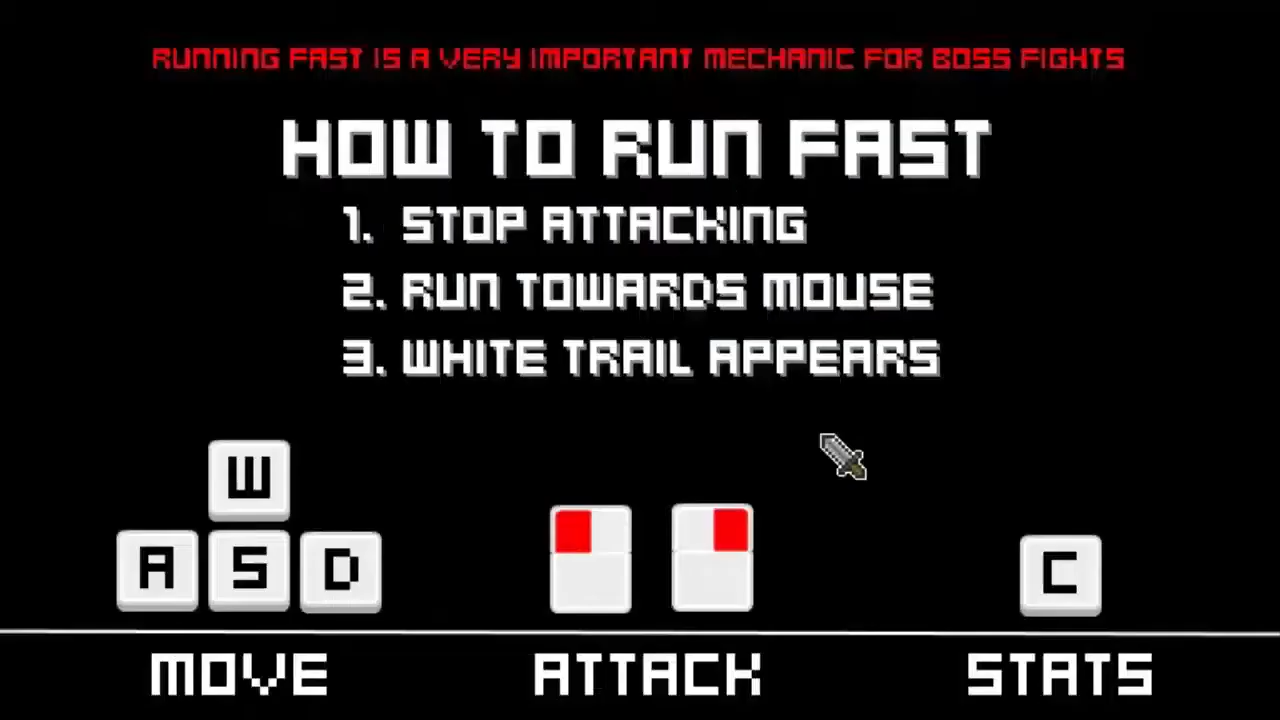 RUNNING FAST IS A VERY IMPORTANT MECHANIC FOR BOSS FIGHTS
HOW TO RUN FAST
1. STOP ATTACKING
2. RUN TOWARDS MOUSE
3. WHITE TRAIL APPEARS
W
A S D
C
MOVE
ATTACK
STATS